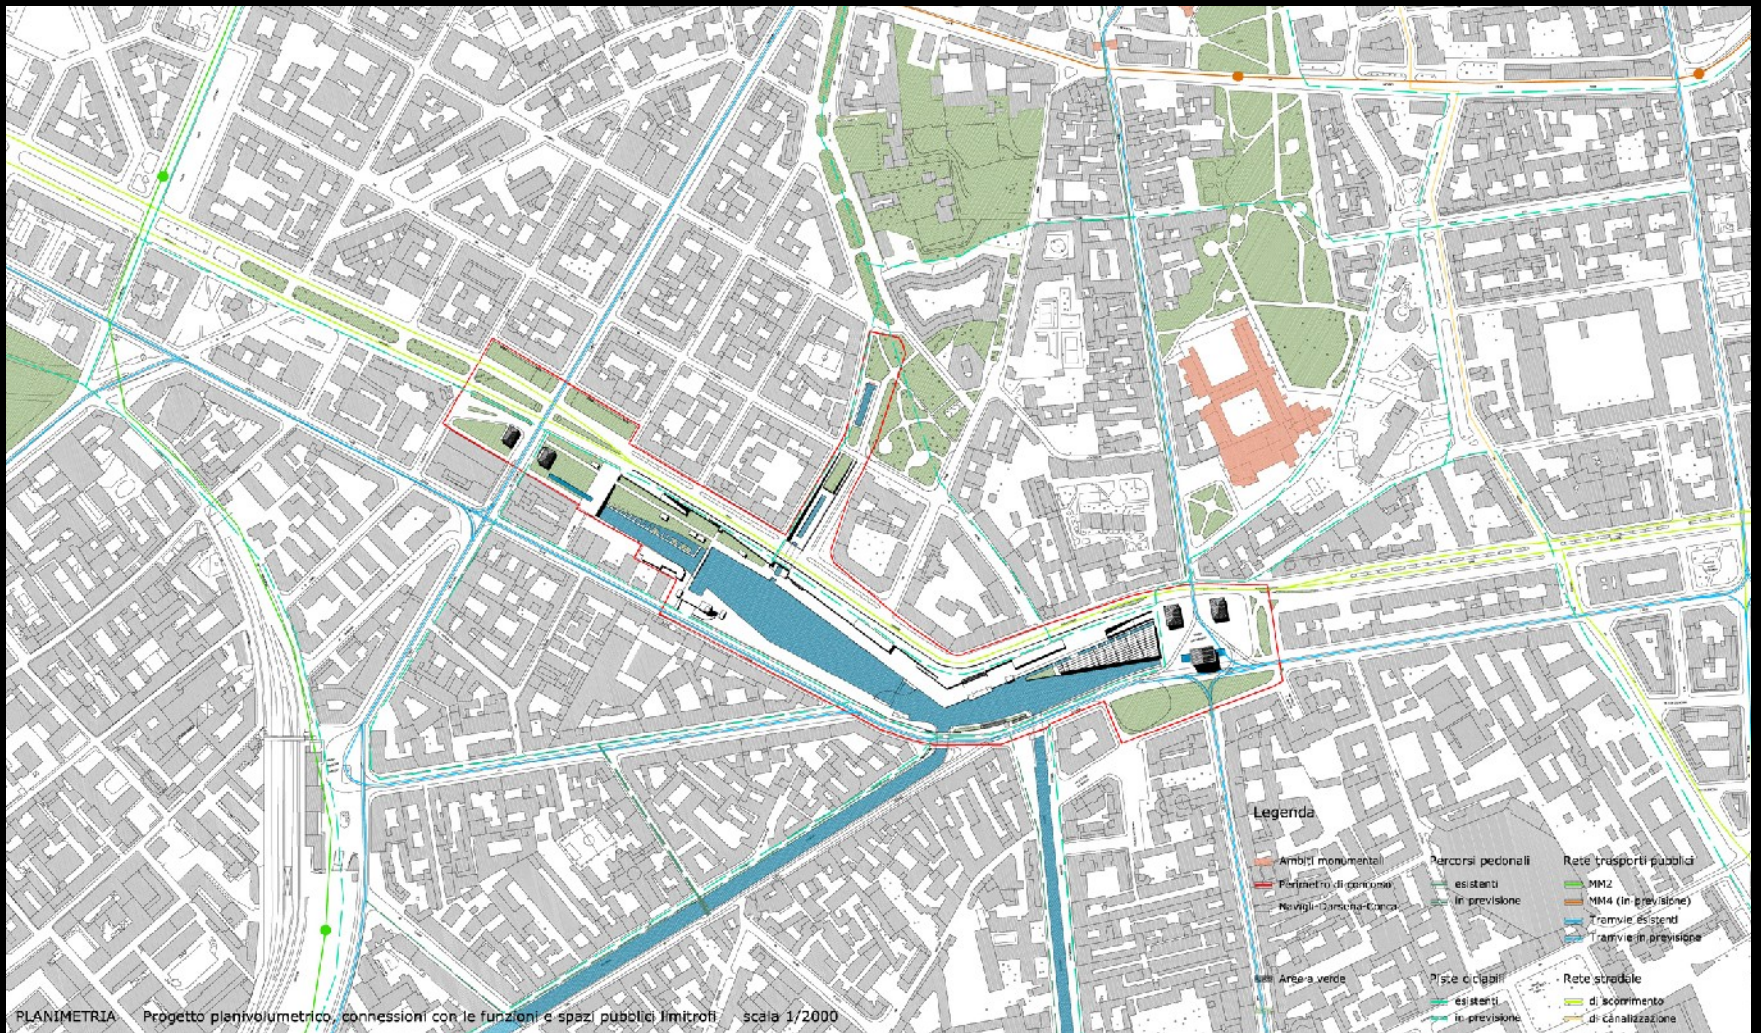 Legenda
Ambiti monumentali
Perimetro di concorso
Navigli-Darsena-Conca
Aree a verde
Percorsi pedonali
esistenti
in previsione
Piste ciclabili
esistenti
in previsione
Rete trasporti pubblici
MM2
MM4 (in previsione)
Tramvie esistenti
Tramvie in previsione
Rete stradale
di scorrimento
di canalizzazione
PLANIMETRIA Progetto planivolumetrico, connessioni con le funzioni e spazi pubblici limitrofi scala 1/2000